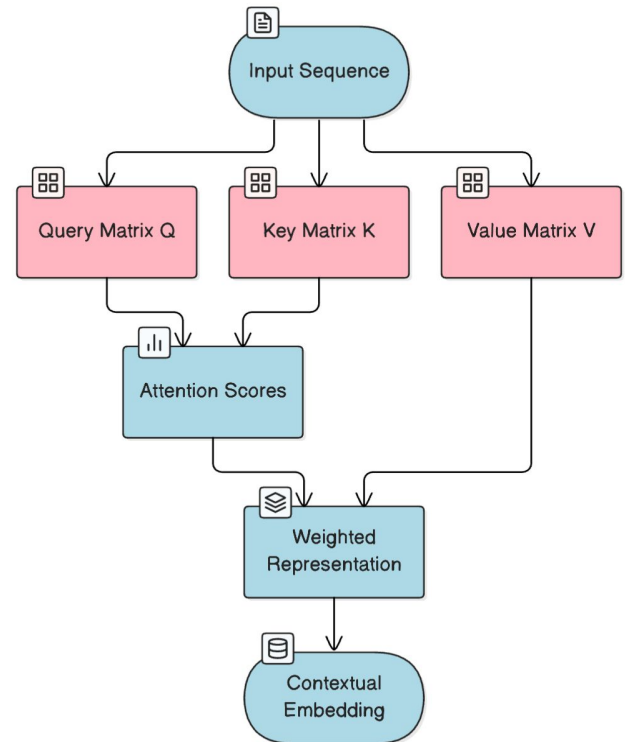 Input Sequence
Query Matrix Q
Key Matrix K
Value Matrix V
Attention Scores
Weighted
Representation
Contextual
Embedding